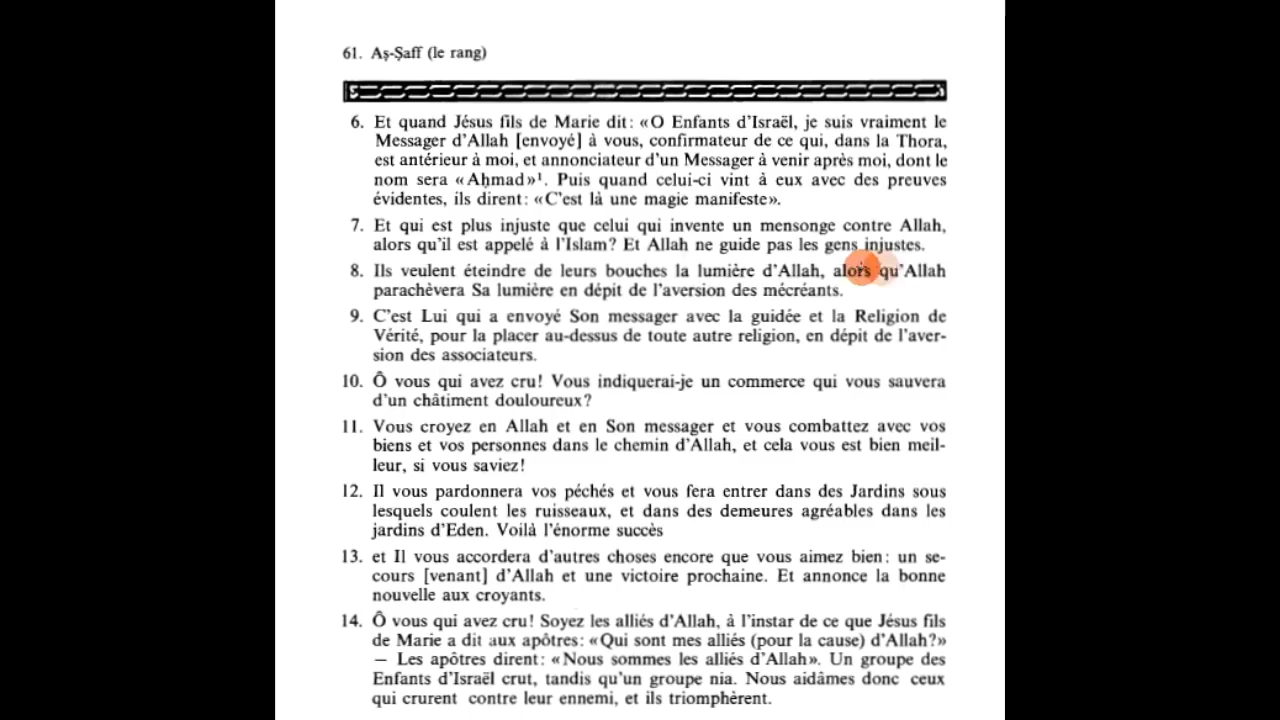 61. Aṣ-Ṣaff (le rang)
6. Et quand Jésus fils de Marie dit: «O Enfants d'Israël, je suis vraiment le
Messager d'Allah [envoyé] à vous, confirmateur de ce qui, dans la Thora,
est antérieur à moi, et annonciateur d'un Messager à venir après moi, dont le
nom sera «Aḥmad»¹. Puis quand celui-ci vint à eux avec des preuves
évidentes, ils dirent: «C'est là une magie manifeste».
7. Et qui est plus injuste que celui qui invente un mensonge contre Allah,
alors qu'il est appelé à l'Islam? Et Allah ne guide pas les gens injustes.
8. Ils veulent éteindre de leurs bouches la lumière d'Allah, alors qu'Allah
parachèvera Sa lumière en dépit de l'aversion des mécréants.
9. C'est Lui qui a envoyé Son messager avec la guidée et la Religion de
Vérité, pour la placer au-dessus de toute autre religion, en dépit de l'aver-
sion des associateurs.
10. Ô vous qui avez cru! Vous indiquerai-je un commerce qui vous sauvera
d'un châtiment douloureux?
11. Vous croyez en Allah et en Son messager et vous combattez avec vos
biens et vos personnes dans le chemin d'Allah, et cela vous est bien meil-
leur, si vous saviez!
12. Il vous pardonnera vos péchés et vous fera entrer dans des Jardins sous
lesquels coulent les ruisseaux, et dans des demeures agréables dans les
jardins d'Eden. Voilà l'énorme succès
13. et Il vous accordera d'autres choses encore que vous aimez bien: un se-
cours [venant] d'Allah et une victoire prochaine. Et annonce la bonne
nouvelle aux croyants.
14. Ô vous qui avez cru! Soyez les alliés d'Allah, à l'instar de ce que Jésus fils
de Marie a dit aux apôtres: «Qui sont mes alliés (pour la cause) d'Allah?»
— Les apôtres dirent: «Nous sommes les alliés d'Allah». Un groupe des
Enfants d'Israël crut, tandis qu'un groupe nia. Nous aidâmes donc ceux
qui crurent contre leur ennemi, et ils triomphèrent.